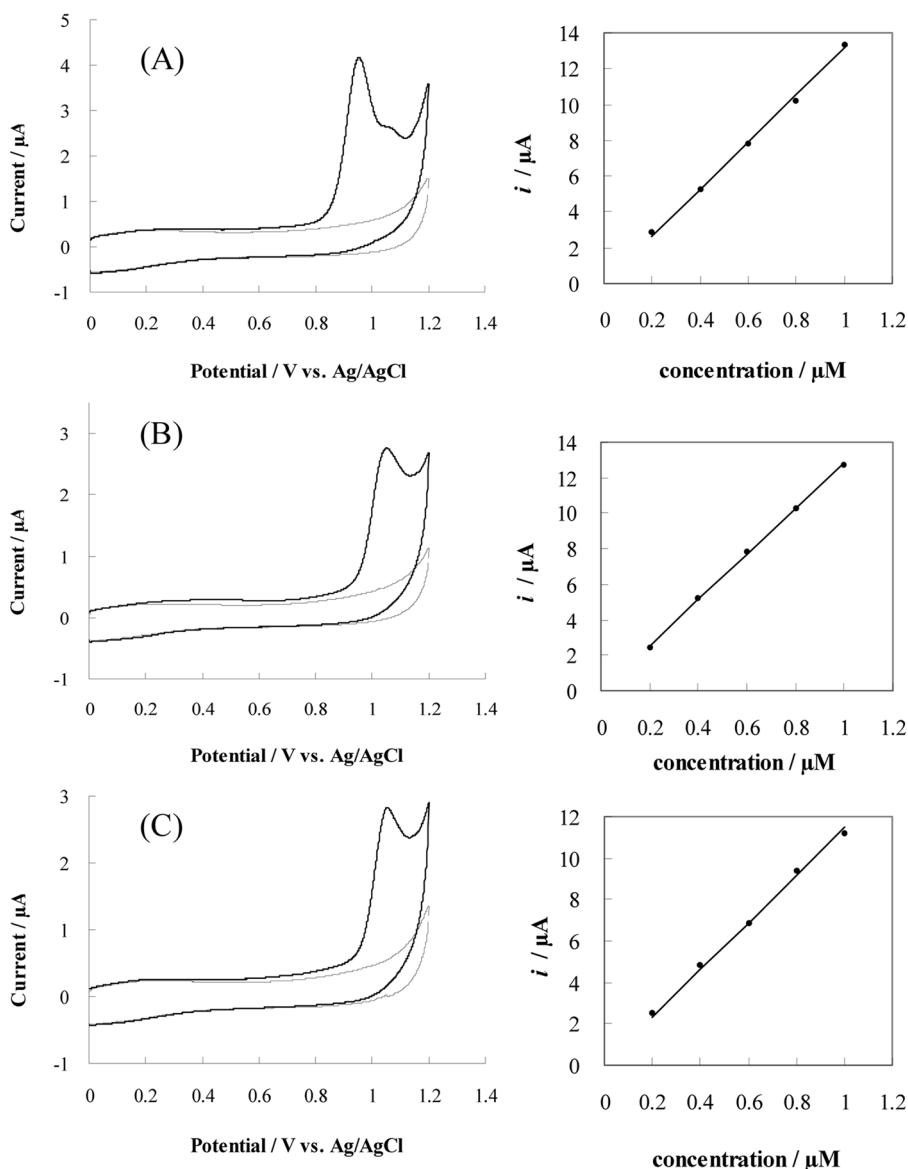 (A)
Current / µA
5
4
3
2
1
0
-1
0 0.2 0.4 0.6 0.8 1 1.2 1.4
Potential / V vs. Ag/AgCl
i / µA
14
12
10
8
6
4
2
0
0 0.2 0.4 0.6 0.8 1 1.2
concentration / µM
(B)
Current / µA
3
2
1
0
-1
0 0.2 0.4 0.6 0.8 1 1.2 1.4
Potential / V vs. Ag/AgCl
i / µA
14
12
10
8
6
4
2
0
0 0.2 0.4 0.6 0.8 1 1.2
concentration / µM
(C)
Current / µA
3
2
1
0
-1
0 0.2 0.4 0.6 0.8 1 1.2 1.4
Potential / V vs. Ag/AgCl
i / µA
12
10
8
6
4
2
0
0 0.2 0.4 0.6 0.8 1 1.2
concentration / µM